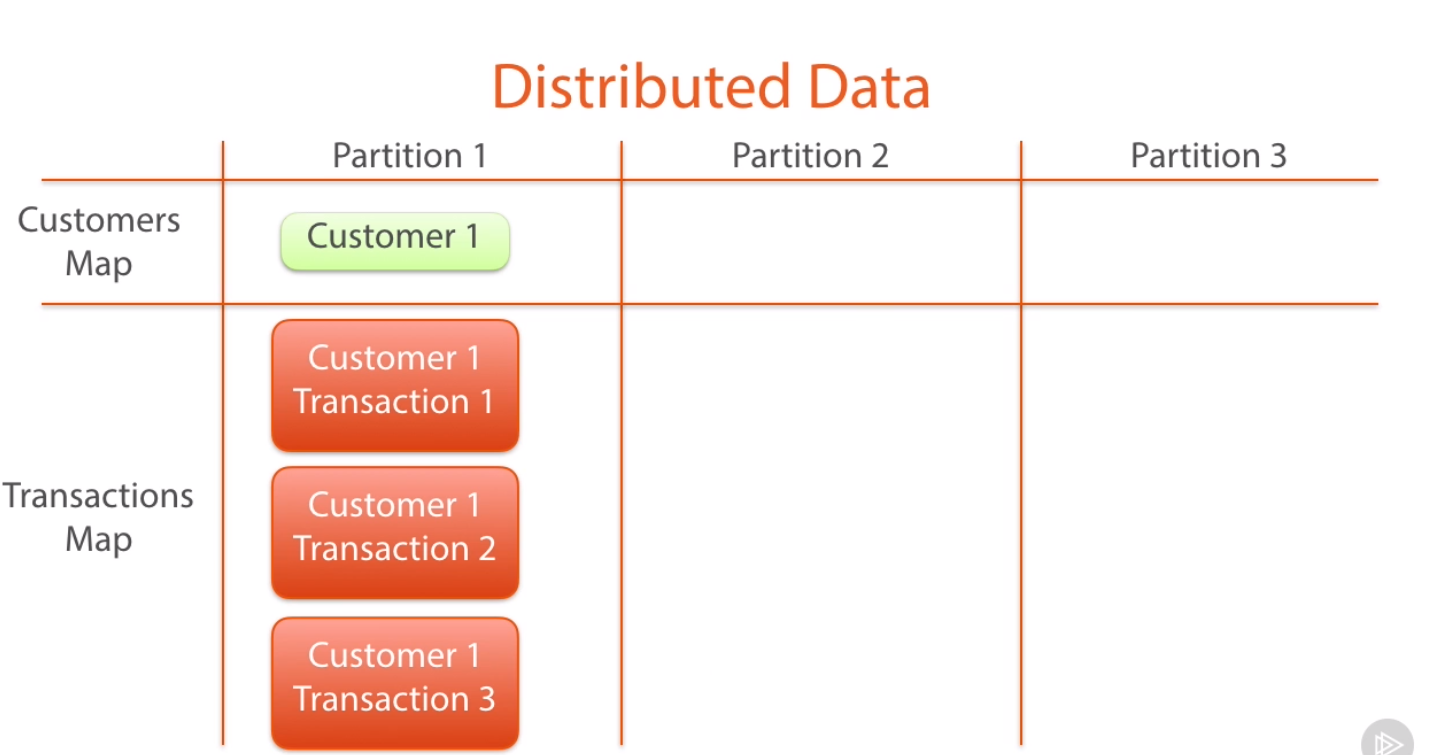 Distributed Data
Partition 1
Partition 2
Partition 3
Customers
Map
Customer 1
Transactions
Map
Customer 1
Transaction 1
Customer 1
Transaction 2
Customer 1
Transaction 3